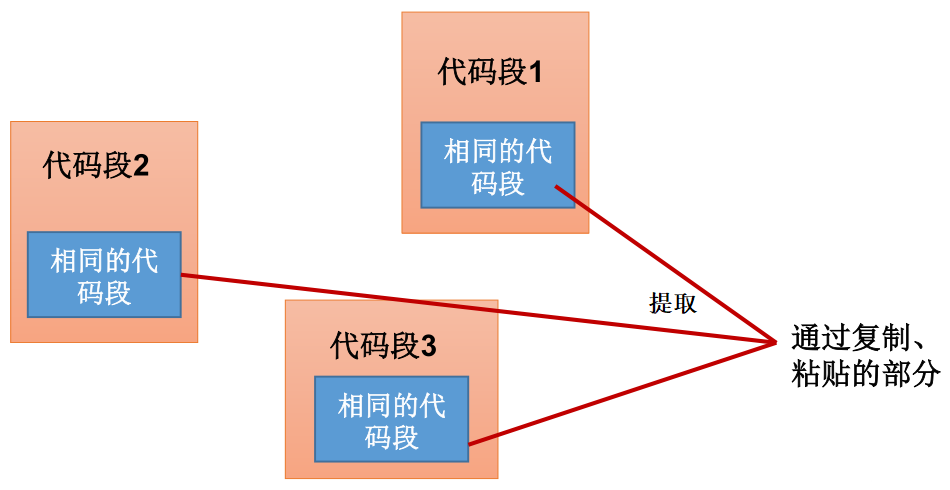 代码段1
相同的代
码段
代码段2
相同的代
码段
提取
代码段3
通过复制、
粘贴的部分
相同的代
码段